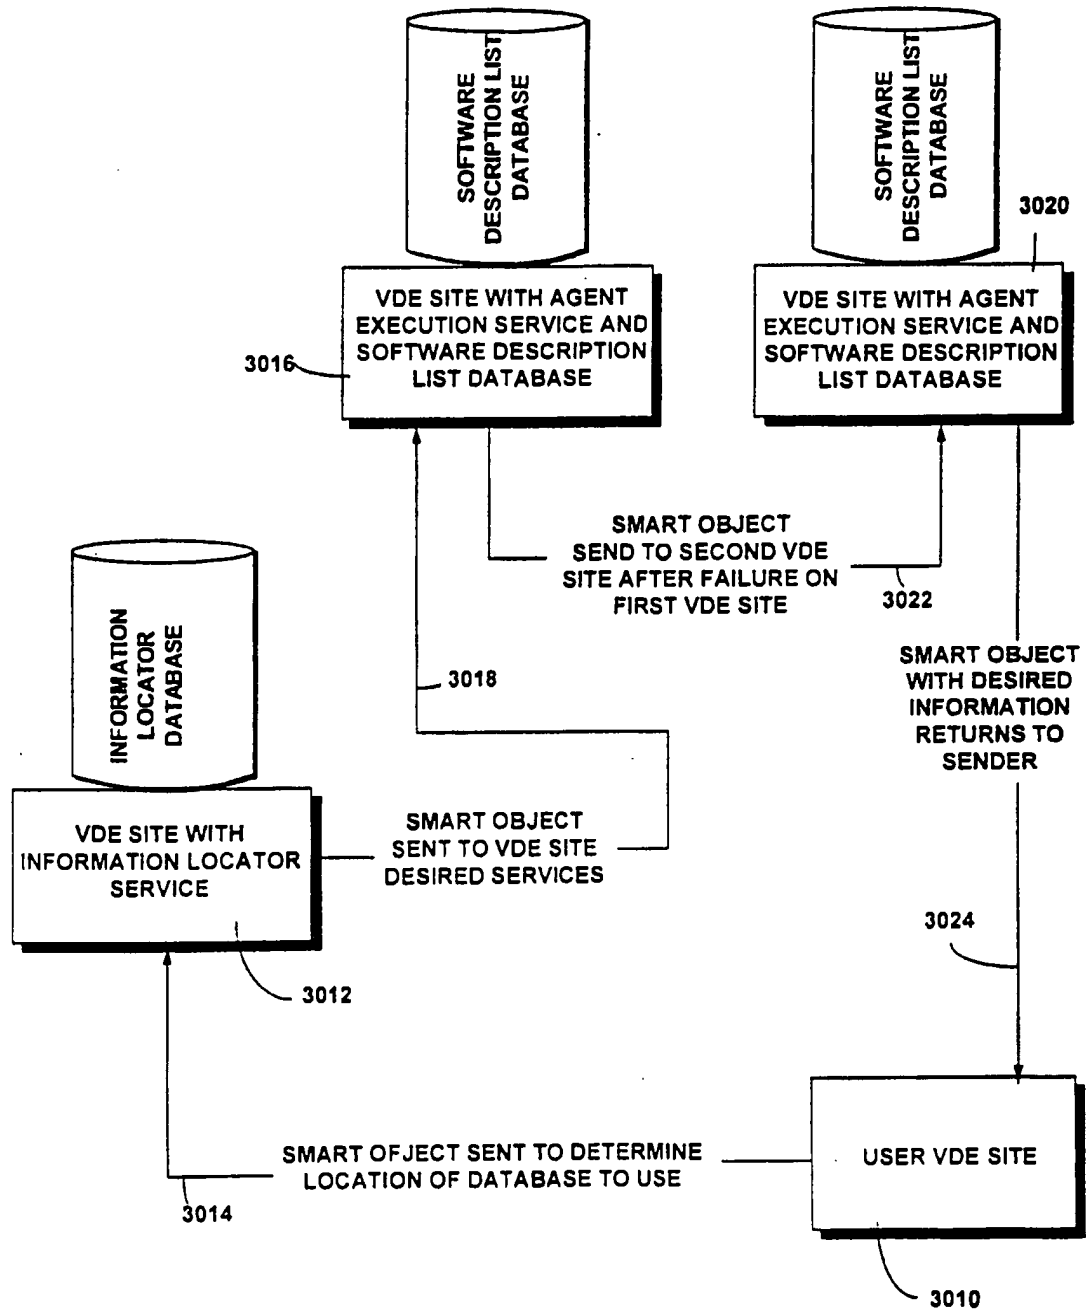 SOFTWARE
DESCRIPTION LIST
DATABASE
SOFTWARE
DESCRIPTION LIST
DATABASE
3020
VDE SITE WITH AGENT
EXECUTION SERVICE AND
SOFTWARE DESCRIPTION
LIST DATABASE
VDE SITE WITH AGENT
EXECUTION SERVICE AND
SOFTWARE DESCRIPTION
LIST DATABASE
3016
SMART OBJECT
SEND TO SECOND VDE
SITE AFTER FAILURE ON
FIRST VDE SITE
3022
INFORMATION
LOCATOR
DATABASE
3018
SMART OBJECT
WITH DESIRED
INFORMATION
RETURNS TO
SENDER
VDE SITE WITH
INFORMATION LOCATOR
SERVICE
SMART OBJECT
SENT TO VDE SITE
DESIRED SERVICES
3024
3012
SMART OFJECT SENT TO DETERMINE
LOCATION OF DATABASE TO USE
3014
USER VDE SITE
3010